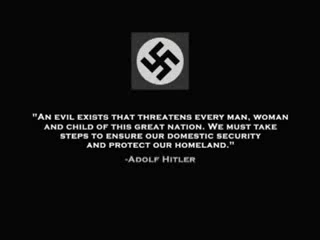 "An evil exists that threatens every man, woman
and child of this great nation. We must take
steps to ensure our domestic security
and protect our homeland."
-Adolf Hitler